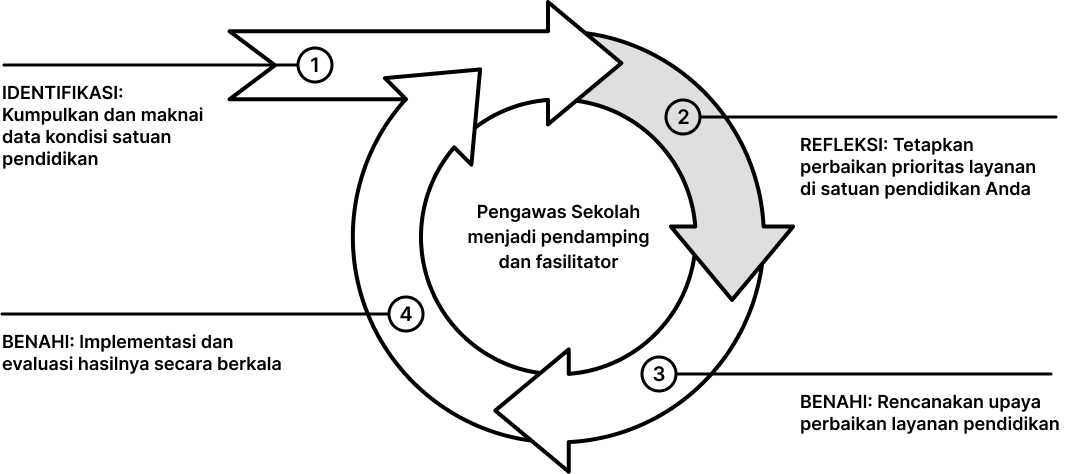 1
IDENTIFIKASI:
Kumpulkan dan maknai
data kondisi satuan
pendidikan
2
REFLEKSI: Tetapkan
perbaikan prioritas layanan
di satuan pendidikan Anda
Pengawas Sekolah
menjadi pendamping
dan fasilitator
3
BENAHI: Rencanakan upaya
perbaikan layanan pendidikan
4
BENAHI: Implementasi dan
evaluasi hasilnya secara berkala